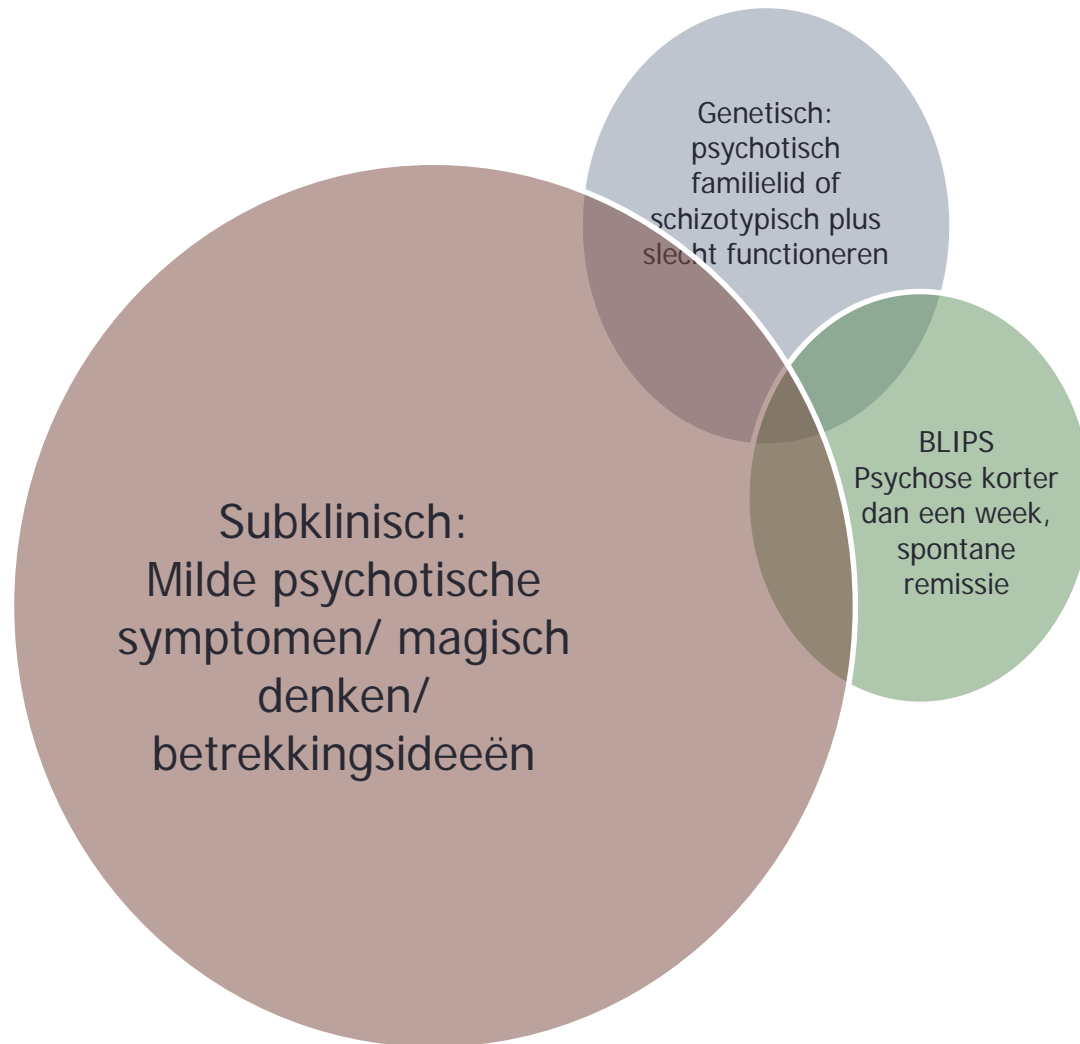 Genetisch:
psychotisch
familielid of
schizotypisch plus
slecht functioneren
BLIPS
Psychose korter
dan een week,
spontane
remissie
Subklinisch:
Milde psychotische
symptomen/ magisch
denken/
betrekkingsideeën